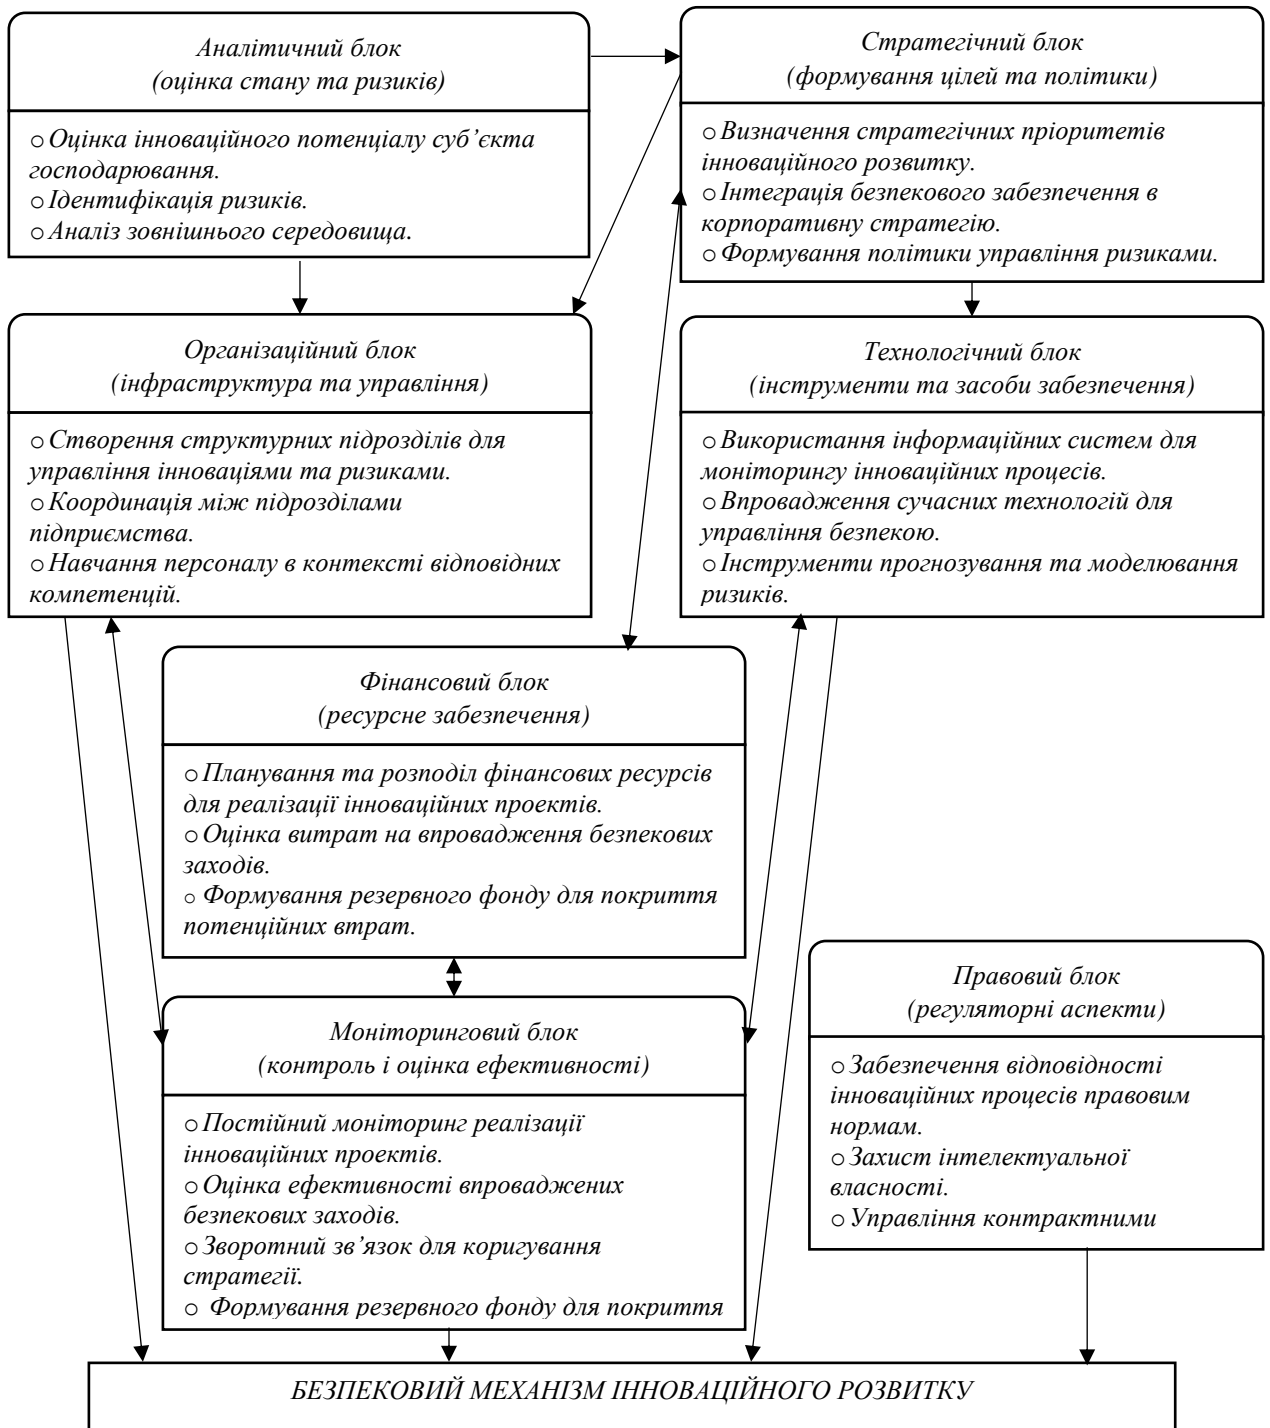 Аналітичний блок
(оцінка стану та ризиків)
○ Оцінка інноваційного потенціалу суб’єкта
господарювання.
○ Ідентифікація ризиків.
○ Аналіз зовнішнього середовища.
Стратегічний блок
(формування цілей та політики)
○ Визначення стратегічних пріоритетів
інноваційного розвитку.
○ Інтеграція безпекового забезпечення в
корпоративну стратегію.
○ Формування політики управління ризиками.
Організаційний блок
(інфраструктура та управління)
○ Створення структурних підрозділів для
управління інноваціями та ризиками.
○ Координація між підрозділами
підприємства.
○ Навчання персоналу в контексті відповідних
компетенцій.
Технологічний блок
(інструменти та засоби забезпечення)
○ Використання інформаційних систем для
моніторингу інноваційних процесів.
○ Впровадження сучасних технологій для
управління безпекою.
○ Інструменти прогнозування та моделювання
ризиків.
Фінансовий блок
(ресурсне забезпечення)
○ Планування та розподіл фінансових ресурсів
для реалізації інноваційних проектів.
○ Оцінка витрат на впровадження безпекових
заходів.
○ Формування резервного фонду для покриття
потенційних втрат.
Моніторинговий блок
(контроль і оцінка ефективності)
○ Постійний моніторинг реалізації
інноваційних проектів.
○ Оцінка ефективності впроваджених
безпекових заходів.
○ Зворотний зв’язок для коригування
стратегії.
○ Формування резервного фонду для покриття
Правовий блок
(регуляторні аспекти)
○ Забезпечення відповідності
інноваційних процесів правовим
нормам.
○ Захист інтелектуальної
власності.
○ Управління контрактними
БЕЗПЕКОВИЙ МЕХАНІЗМ ІННОВАЦІЙНОГО РОЗВИТКУ